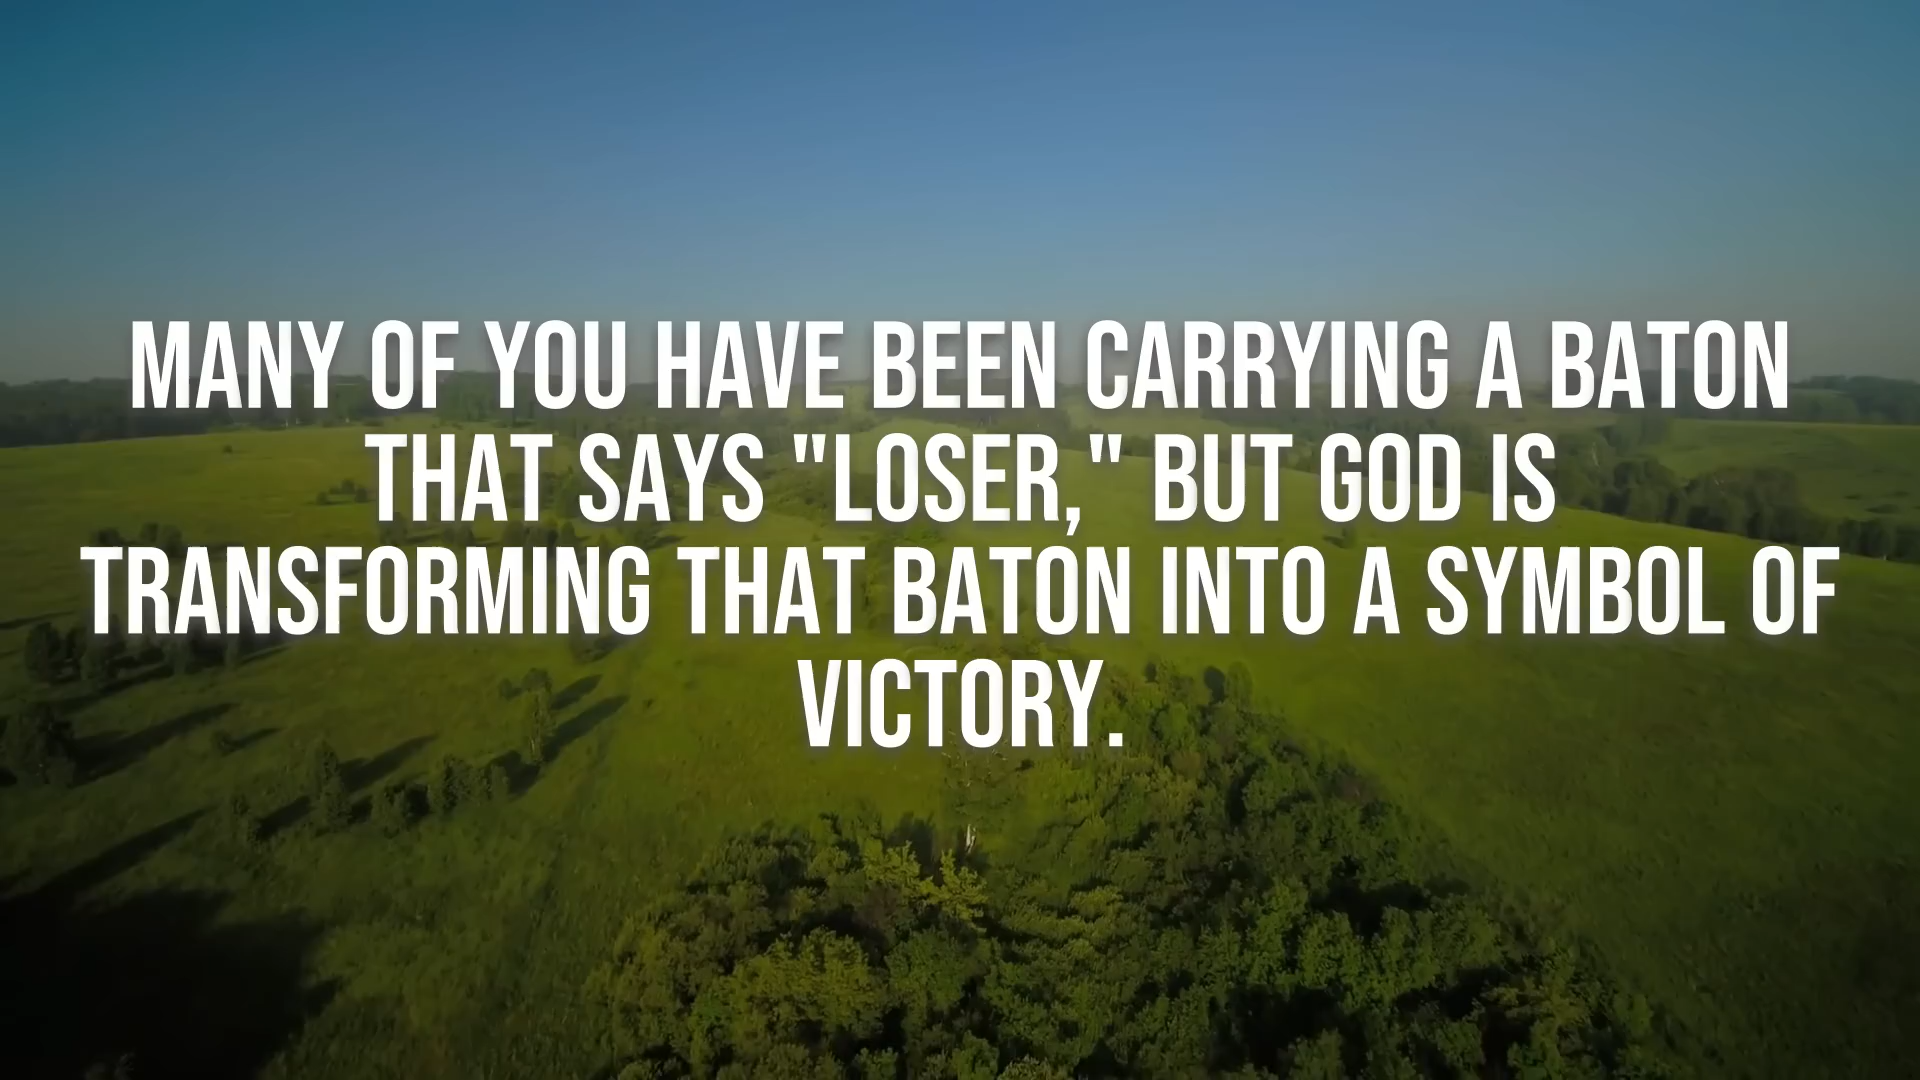 MANY OF YOU HAVE BEEN CARRYING A BATON
THAT SAYS "LOSER," BUT GOD IS
TRANSFORMING THAT BATON INTO A SYMBOL OF
VICTORY.